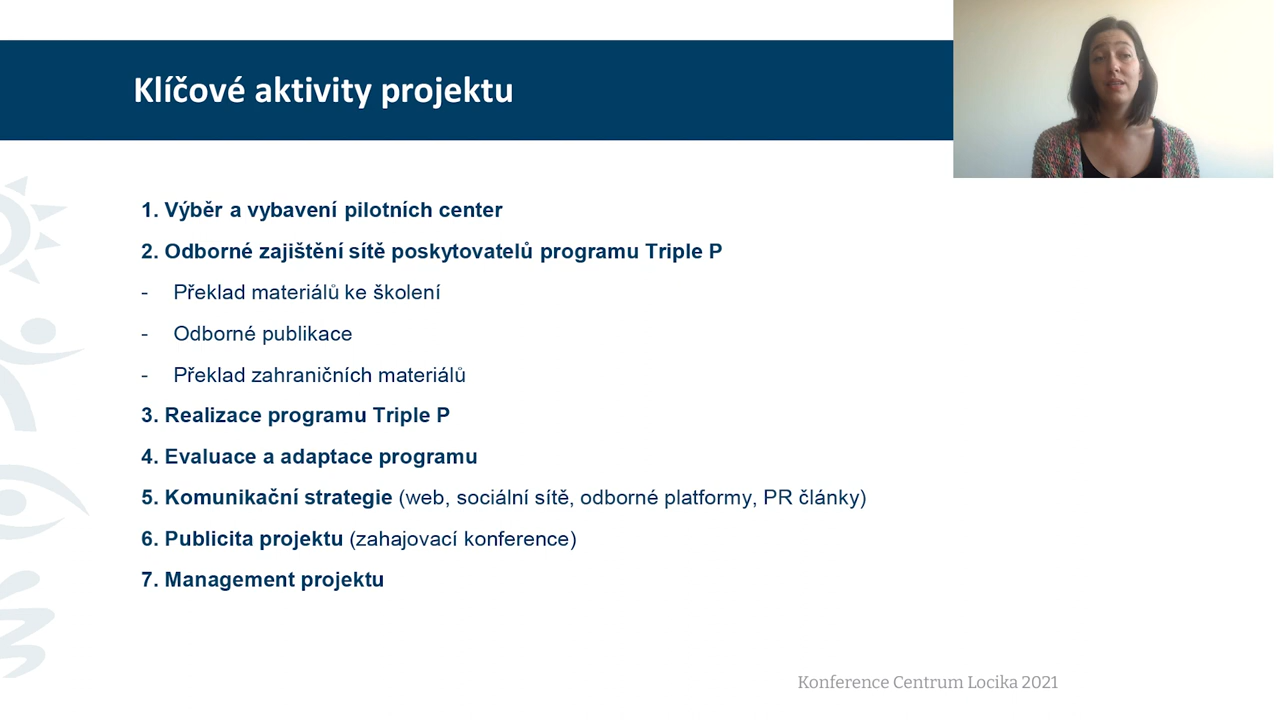 Klíčové aktivity projektu
1. Výběr a vybavení pilotních center
2. Odborné zajištění sítě poskytovatelů programu Triple P
- Překlad materiálů ke školení
- Odborné publikace
- Překlad zahraničních materiálů
3. Realizace programu Triple P
4. Evaluace a adaptace programu
5. Komunikační strategie (web, sociální sítě, odborné platformy, PR články)
6. Publicita projektu (zahajovací konference)
7. Management projektu
Konference Centrum Locika 2021